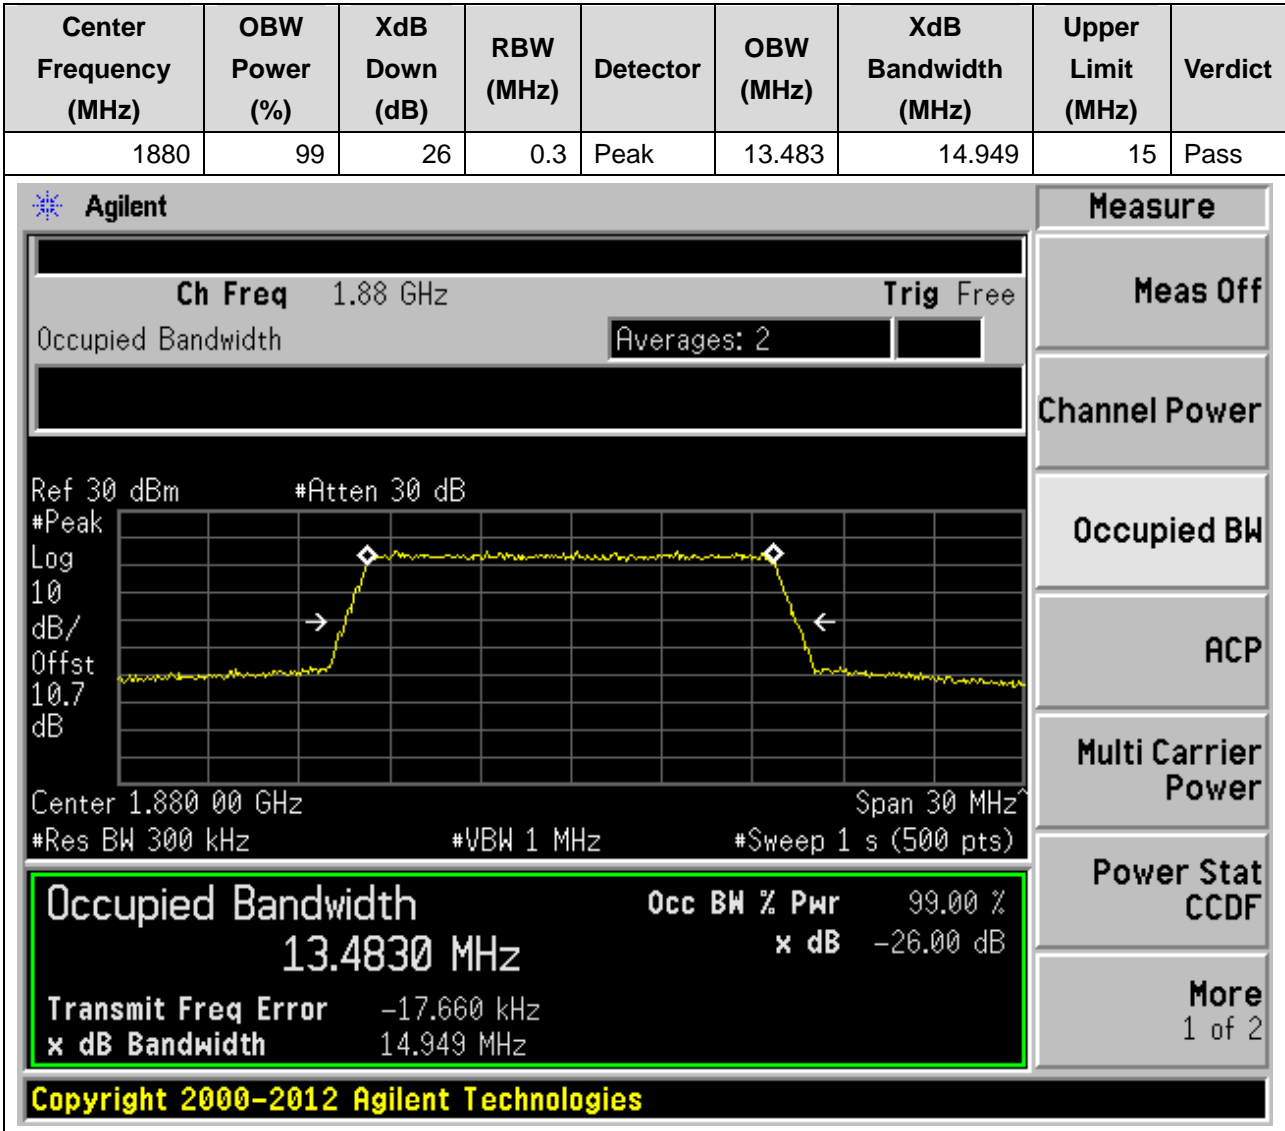 Center Frequency (MHz) OBW Power (%) XdB Down (dB) RBW (MHz) Detector OBW (MHz) XdB Bandwidth (MHz) Upper Limit (MHz) Verdict
1880 99 26 0.3 Peak 13.483 14.949 15 Pass
Agilent
Measure
Ch Freq 1.88 GHz Trig Free
Meas Off
Occupied Bandwidth Averages: 2
Channel Power
Ref 30 dBm #Atten 30 dB
#Peak
Log
10
dB/
Offst
10.7
dB
Occupied BW
ACP
Multi Carrier
Power
Center 1.880 00 GHz Span 30 MHz^
#Res BW 300 kHz #VBW 1 MHz #Sweep 1 s (500 pts)
Power Stat
CCDF
Occupied Bandwidth Occ BW % Pwr 99.00 %
13.4830 MHz x dB -26.00 dB
Transmit Freq Error -17.660 kHz
x dB Bandwidth 14.949 MHz
More
1 of 2
Copyright 2000-2012 Agilent Technologies